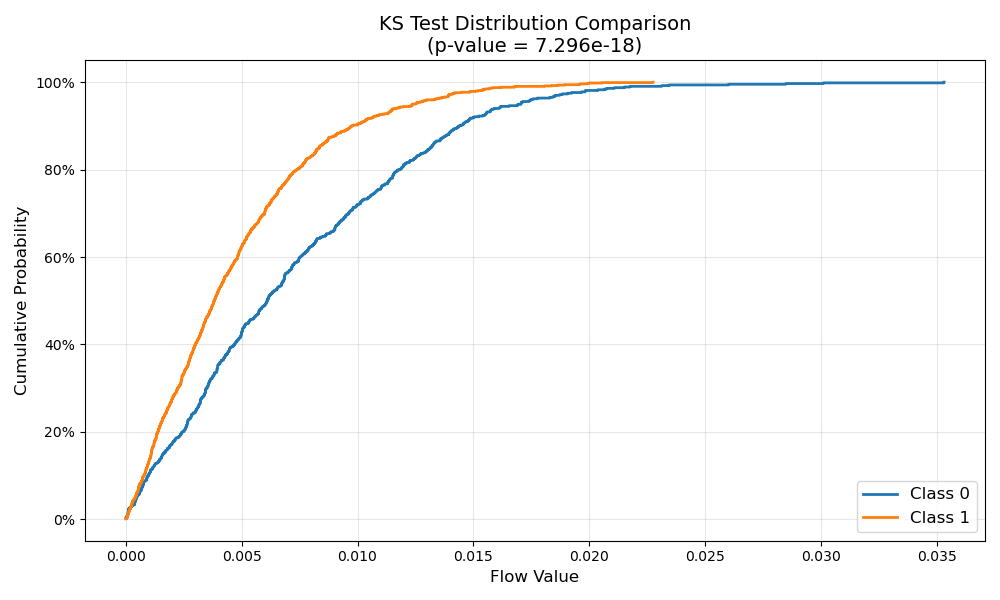 KS Test Distribution Comparison
(p-value = 7.296e-18)
100%
80%
60%
40%
20%
0%
Cumulative Probability
Class 0
Class 1
0.000 0.005 0.010 0.015 0.020 0.025 0.030 0.035
Flow Value